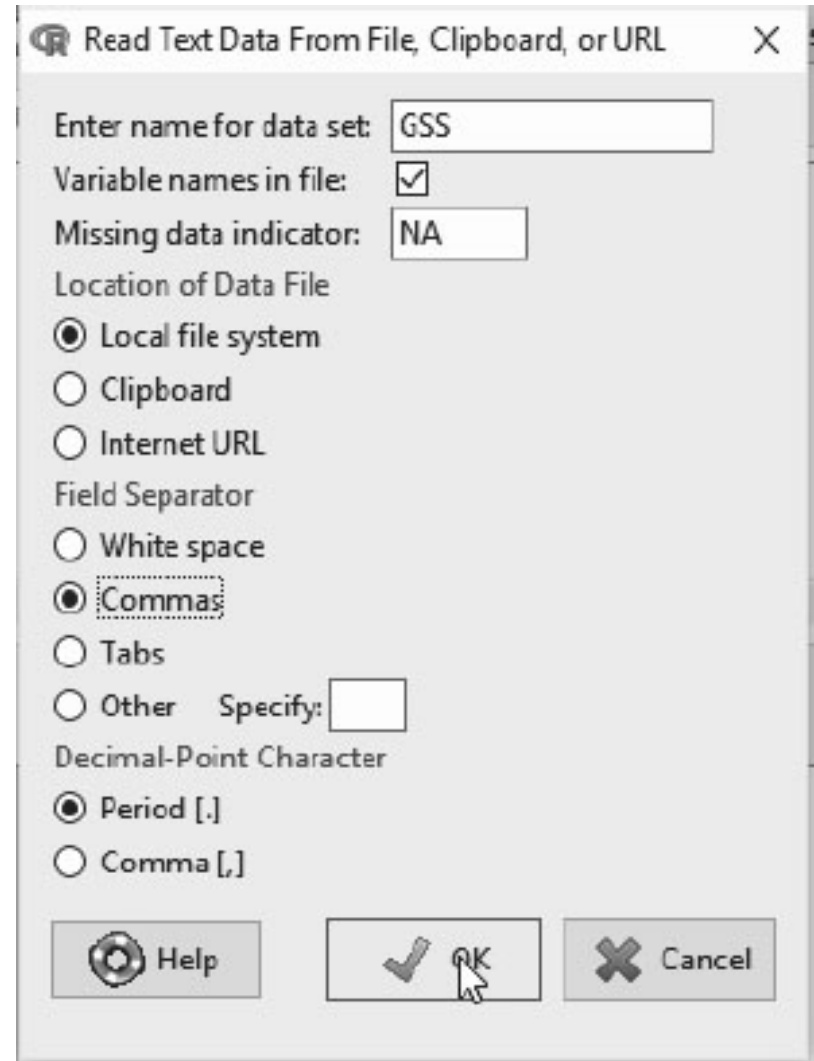 Read Text Data From File, Clipboard, or URL
Enter name for data set: GSS
Variable names in file:
Missing data indicator: NA
Location of Data File
Local file system
Clipboard
Internet URL
Field Separator
White space
Commas
Tabs
Other Specify:
Decimal-Point Character
Period [.]
Comma [,]
Help OK Cancel